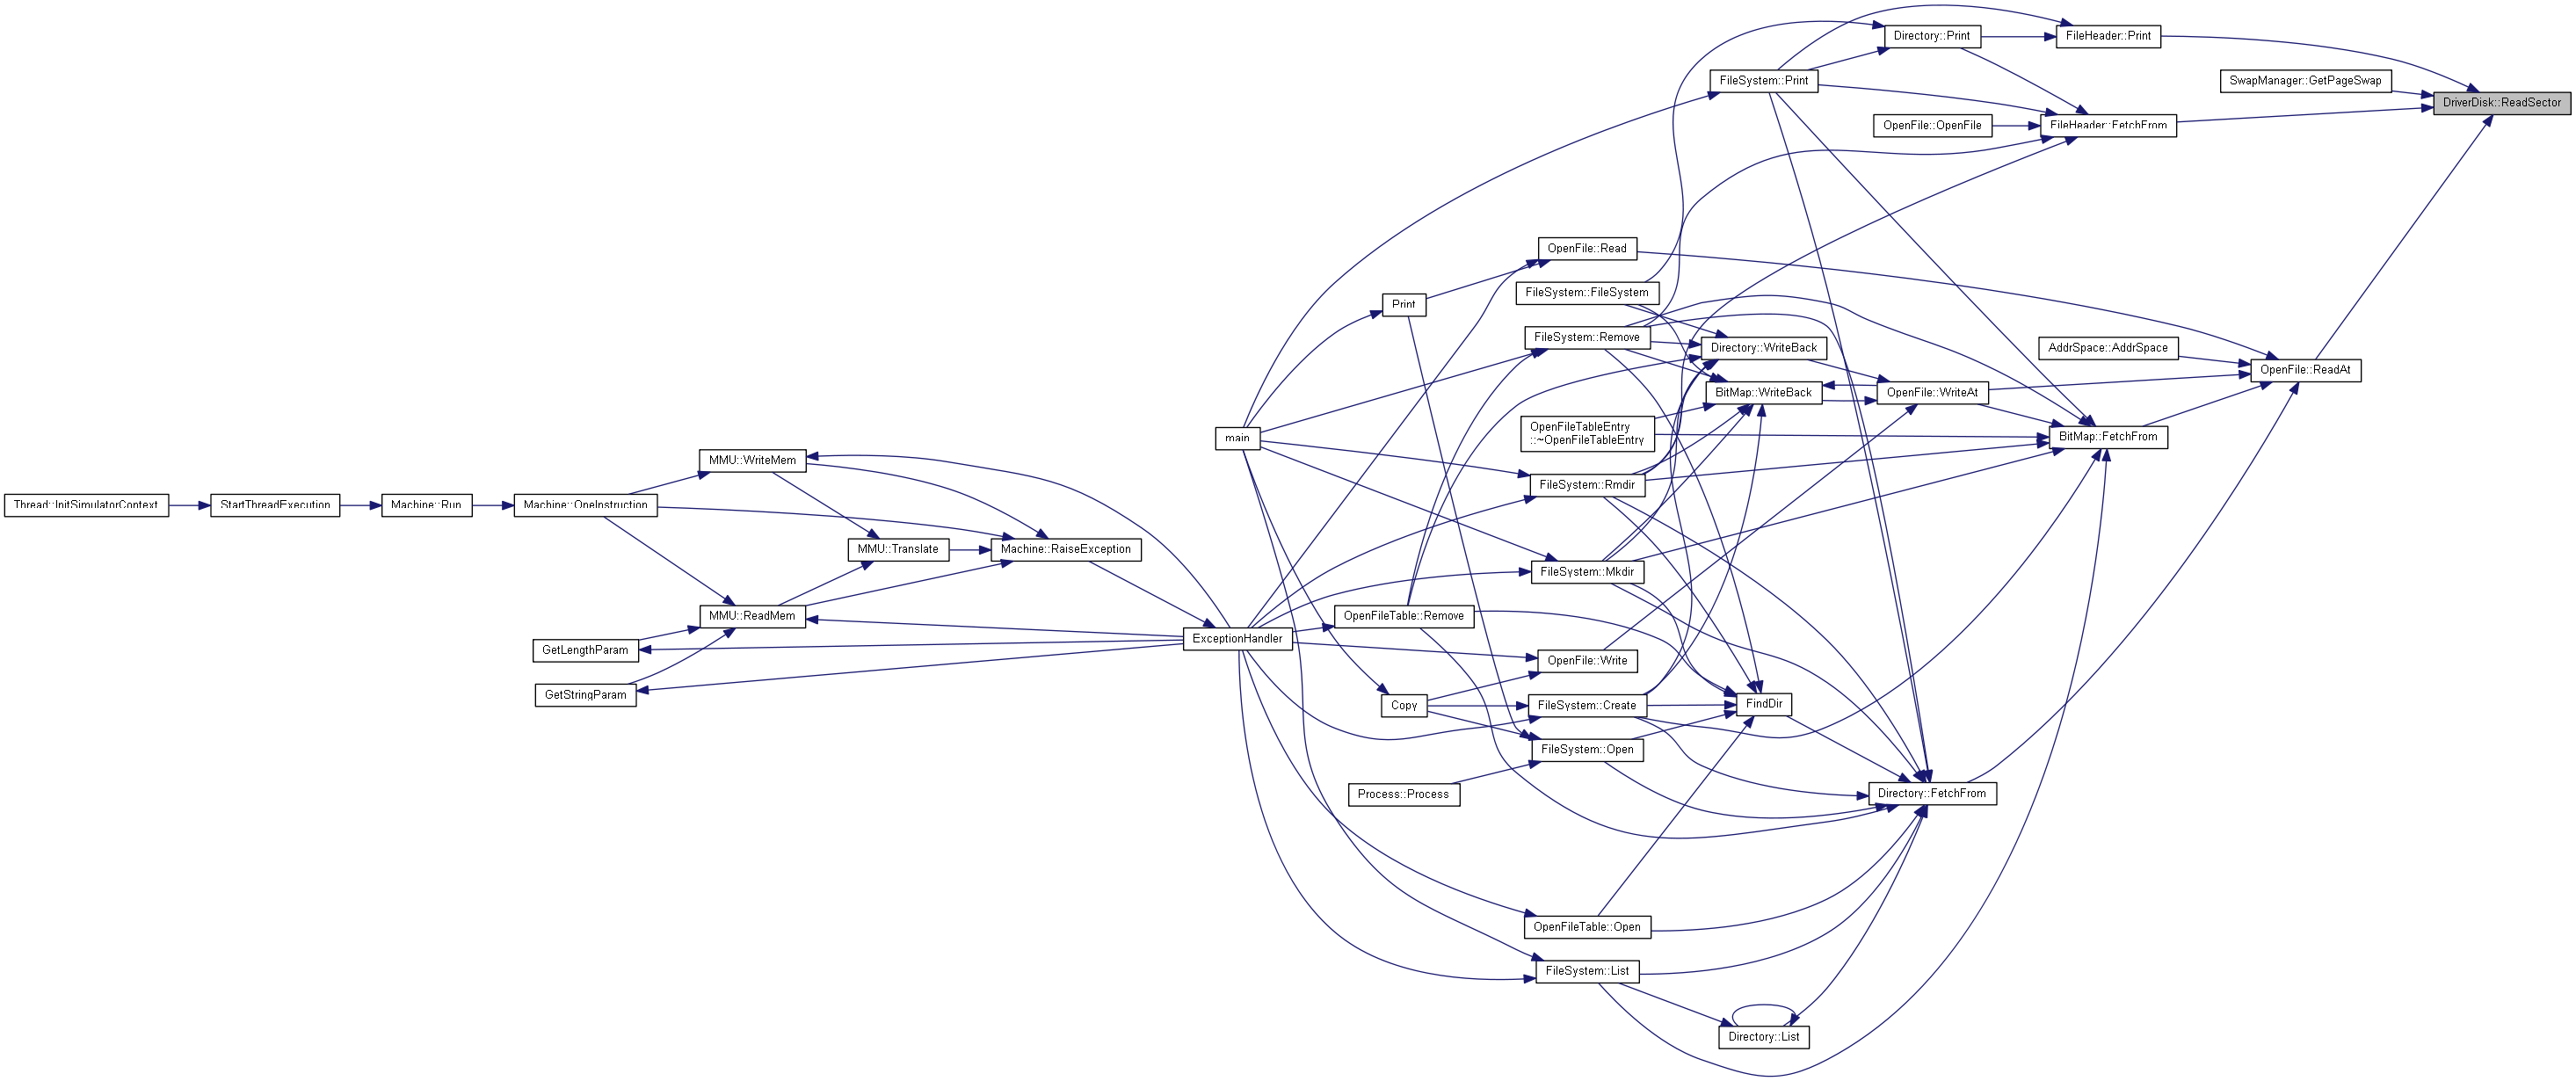 Directory::Print
FileHeader::Print
FileSystem::Print
SwapManager::GetPageSwap
DriverDisk::ReadSector
OpenFile::OpenFile
FileHeader::FetchFrom
OpenFile::Read
FileSystem::FileSystem
Print
FileSystem::Remove
Directory::WriteBack
AddrSpace::AddrSpace
OpenFile::ReadAt
BitMap::WriteBack
OpenFile::WriteAt
OpenFileTableEntry
::~OpenFileTableEntry
main
BitMap::FetchFrom
MMU::WriteMem
FileSystem::Rmdir
Thread::InitSimulatorContext
StartThreadExecution
Machine::Run
Machine::OneInstruction
MMU::Translate
Machine::RaiseException
FileSystem::Mkdir
MMU::ReadMem
OpenFileTable::Remove
ExceptionHandler
GetLengthParam
OpenFile::Write
GetStringParam
Copy
FileSystem::Create
FindDir
FileSystem::Open
Process::Process
Directory::FetchFrom
OpenFileTable::Open
FileSystem::List
Directory::List